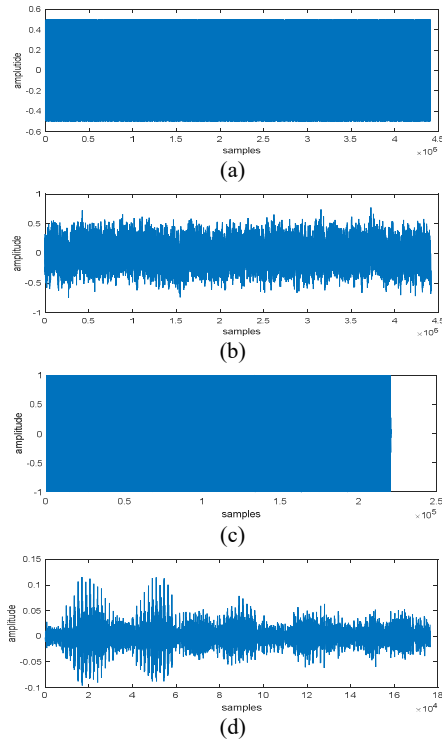 0.6
0.4
0.2
0
-0.2
-0.4
-0.6
amplutide
0 0.5 1 1.5 2 2.5 3 3.5 4 4.5
samples
×10⁵
(a)
1
0.5
0
-0.5
-1
amplitude
0 0.5 1 1.5 2 2.5 3 3.5 4 4.5
samples
×10⁵
(b)
1
0.5
0
-0.5
-1
amplitude
0 0.5 1 1.5 2 2.5
samples
×10⁵
(c)
0.15
0.1
0.05
0
-0.05
-0.1
amplitude
0 2 4 6 8 10 12 14 16 18
samples
×10⁴
(d)